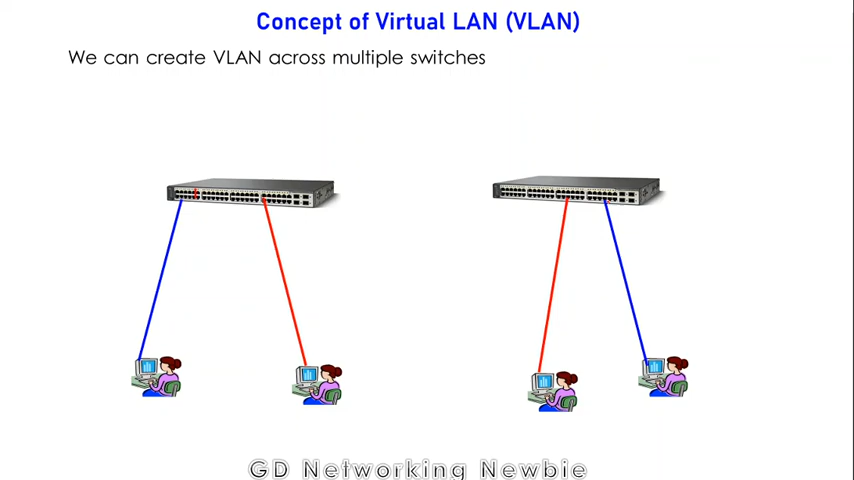 Concept of Virtual LAN (VLAN)
We can create VLAN across multiple switches
GD Networking Newbie